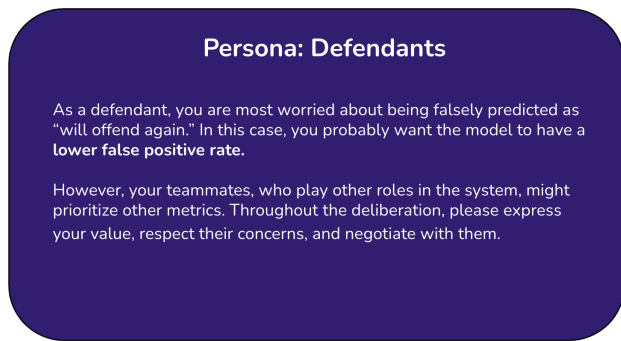 Persona: Defendants
As a defendant, you are most worried about being falsely predicted as
“will offend again.” In this case, you probably want the model to have a
lower false positive rate.
However, your teammates, who play other roles in the system, might
prioritize other metrics. Throughout the deliberation, please express
your value, respect their concerns, and negotiate with them.